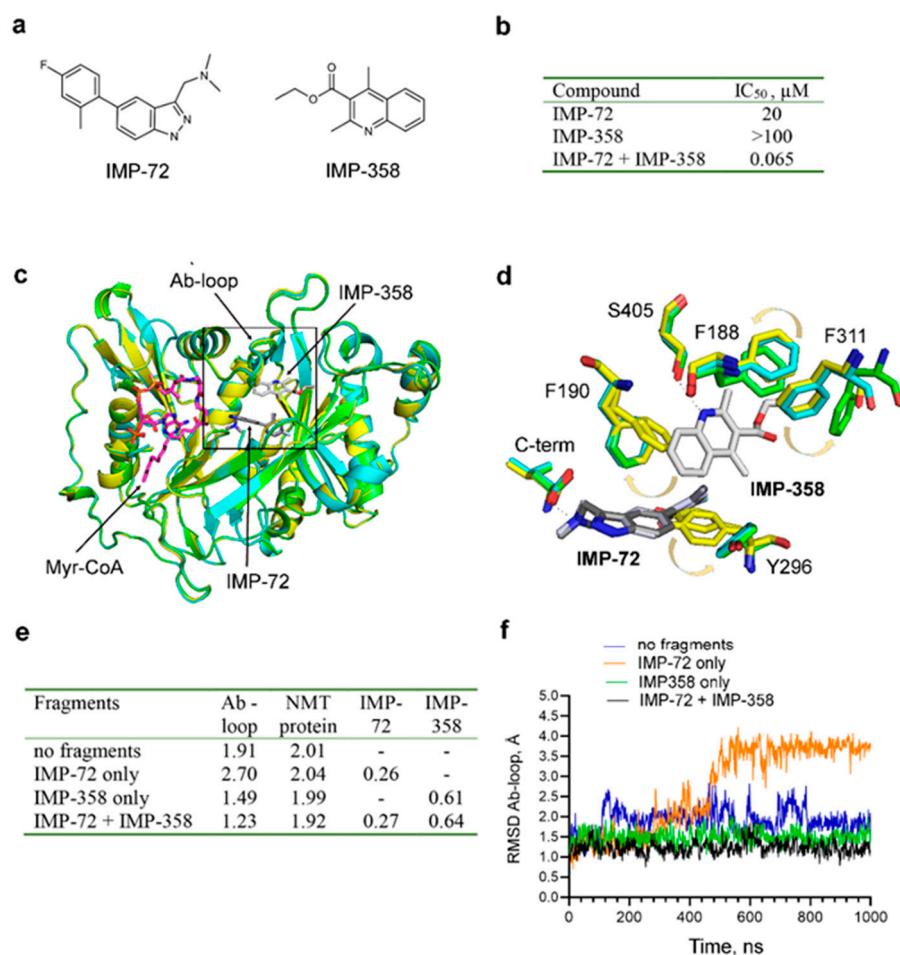 a
F
N
N
N
IMP-72
O
O
N
IMP-358
b
Compound IC50 , µM
IMP-72 20
IMP-358 >100
IMP-72 + IMP-358 0.065
c
Ab-loop
IMP-358
Myr-CoA
IMP-72
d
S405
F188
F311
F190
C-term
IMP-358
IMP-72
Y296
e
Fragments Ab - loop NMT protein IMP- 72 IMP- 358
no fragments 1.91 2.01 - -
IMP-72 only 2.70 2.04 0.26 -
IMP-358 only 1.49 1.99 - 0.61
IMP-72 + IMP-358 1.23 1.92 0.27 0.64
f
no fragments
IMP-72 only
IMP358 only
IMP-72 + IMP-358
RMSD Ab-loop, Å
5.0
4.5
4.0
3.5
3.0
2.5
2.0
1.5
1.0
0.5
0.0
0 200 400 600 800 1000
Time, ns